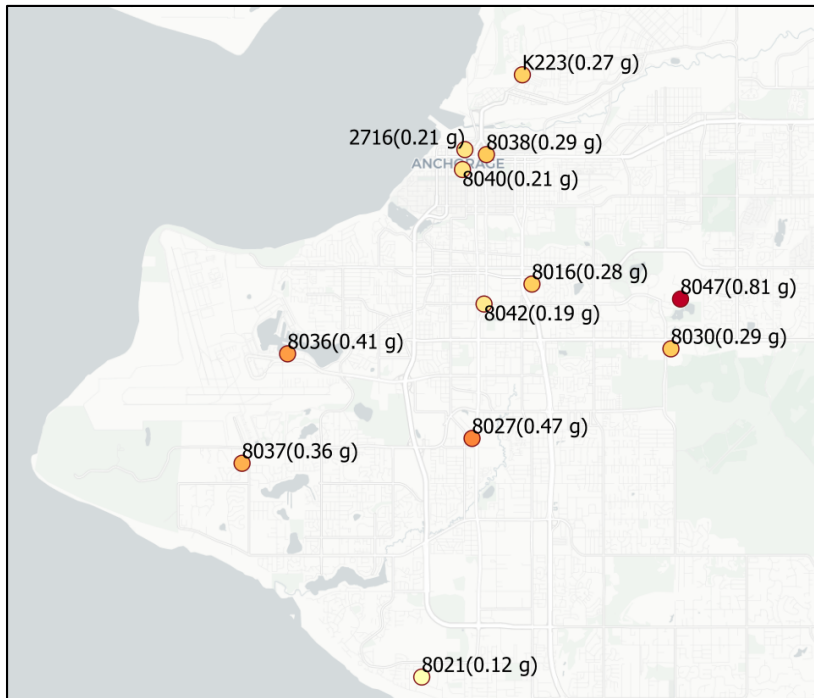 K223(0.27 g)
2716(0.21 g)
8038(0.29 g)
ANCHORAGE
8040(0.21 g)
8016(0.28 g)
8047(0.81 g)
8042(0.19 g)
8036(0.41 g)
8030(0.29 g)
8027(0.47 g)
8037(0.36 g)
8021(0.12 g)